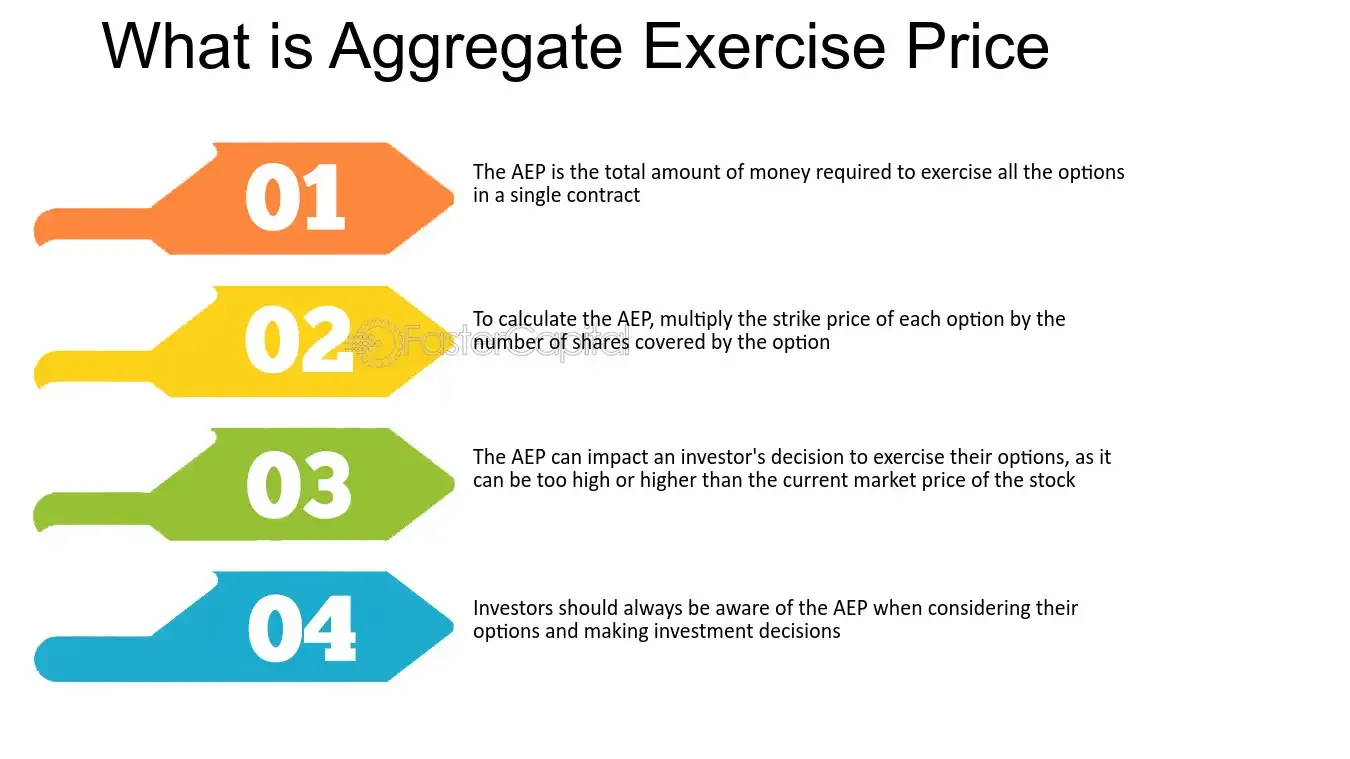 What is Aggregate Exercise Price
01
The AEP is the total amount of money required to exercise all the options
in a single contract
02
To calculate the AEP, multiply the strike price of each option by the
number of shares covered by the option
FasterCapital
03
The AEP can impact an investor's decision to exercise their options, as it
can be too high or higher than the current market price of the stock
04
Investors should always be aware of the AEP when considering their
options and making investment decisions